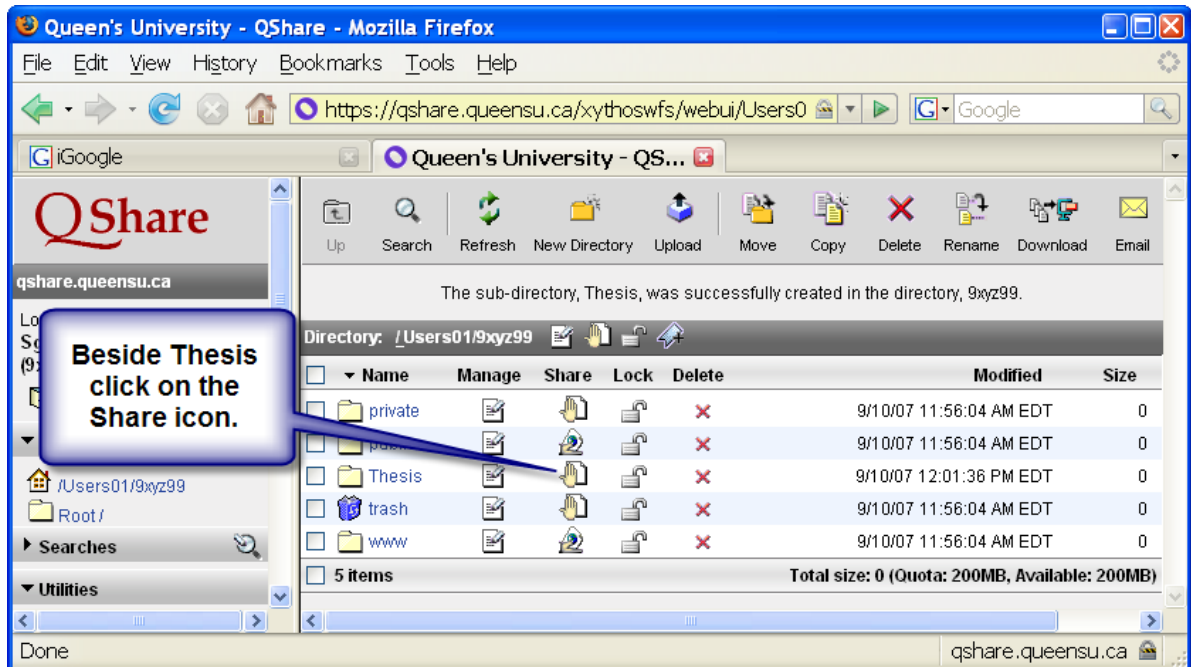 Queen's University - QShare - Mozilla Firefox
File Edit View History Bookmarks Tools Help
https://qshare.queensu.ca/xythoswfs/webui/Users0 G Google
G iGoogle Queen's University - QS...
QShare
Up Search Refresh New Directory Upload Move Copy Delete Rename Download Email
qshare.queensu.ca
The sub-directory, Thesis, was successfully created in the directory, 9xyz99.
Directory: /Users01/9xyz99
Beside Thesis
click on the
Share icon.
Name Manage Share Lock Delete Modified Size
private 9/10/07 11:56:04 AM EDT 0
9/10/07 11:56:04 AM EDT 0
Thesis 9/10/07 12:01:36 PM EDT 0
trash 9/10/07 11:56:04 AM EDT 0
www 9/10/07 11:56:04 AM EDT 0
5 items Total size: 0 (Quota: 200MB, Available: 200MB)
/Users01/9xyz99
Root /
Searches
Utilities
Done qshare.queensu.ca